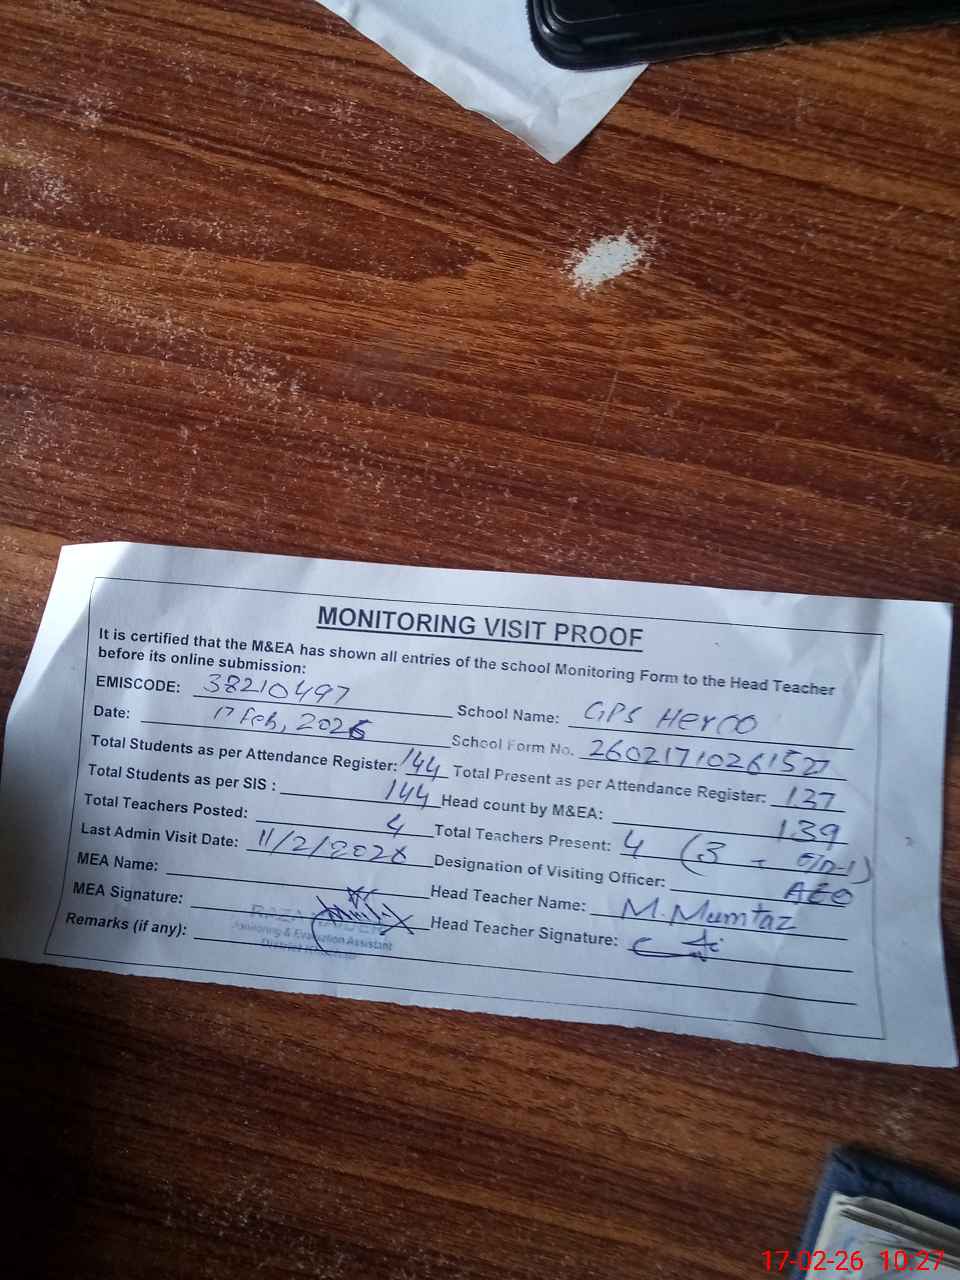 MONITORING VISIT PROOF
It is certified that the M&EA has shown all entries of the school Monitoring Form to the Head Teacher
before its online submission:
EMISCODE: 38210497 School Name: GPS Heroo
Date: 17 Feb, 2026 School Form No. 26021710261527
Total Students as per Attendance Register: 144 Total Present as per Attendance Register: 137
Total Students as per SIS : 144 Head count by M&EA: 139
Total Teachers Posted: 4 Total Teachers Present: 4 (3
Last Admin Visit Date: 11/2/2026 Designation of Visiting Officer: AEO
MEA Name: Head Teacher Name: M. Mumtaz
MEA Signature: Head Teacher Signature:
RAZA
Monitoring & Evaluation Assistant
District
Remarks (if any):
17-02-26 10:27